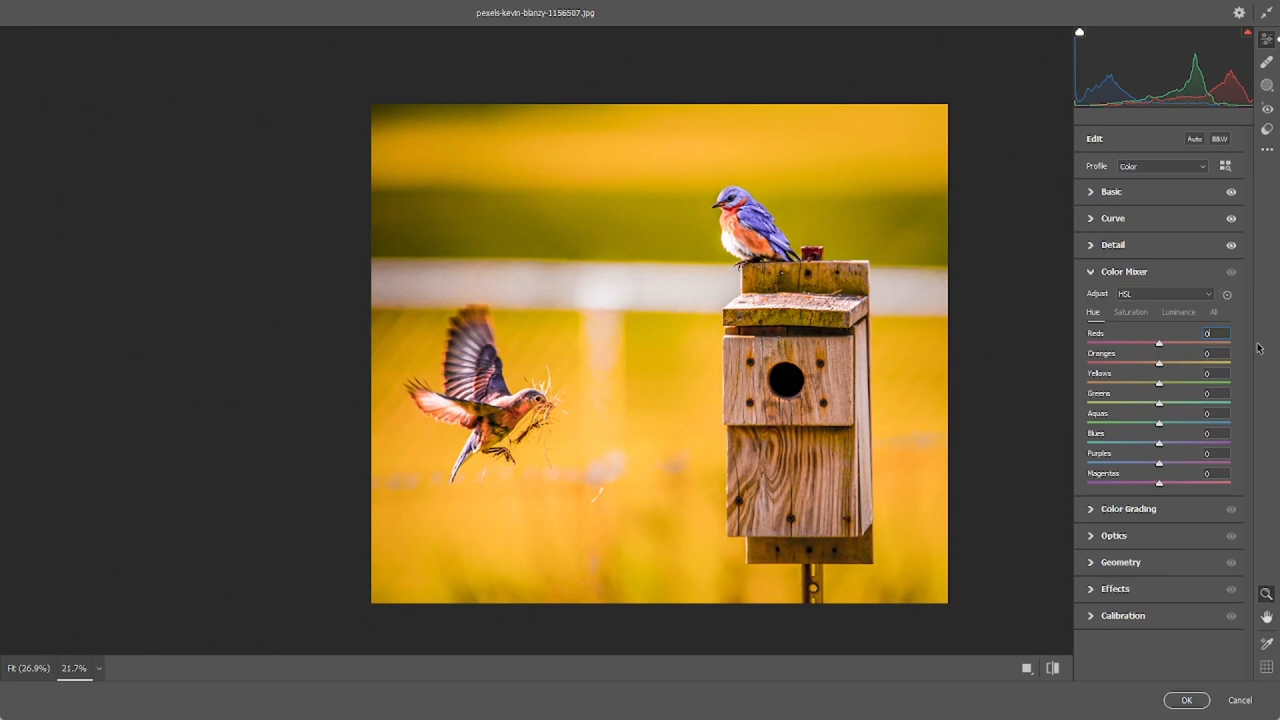 pexels-kevin-blanzy-1156507.jpg
Edit Auto B&W
Profile Color
Basic
Curve
Detail
Color Mixer
Adjust HSL
Hue Saturation Luminance All
Reds 0
Oranges 0
Yellows 0
Greens 0
Aquas 0
Blues 0
Purples 0
Magentas 0
Color Grading
Optics
Geometry
Effects
Calibration
Fit (26.9%) 21.7%
OK Cancel